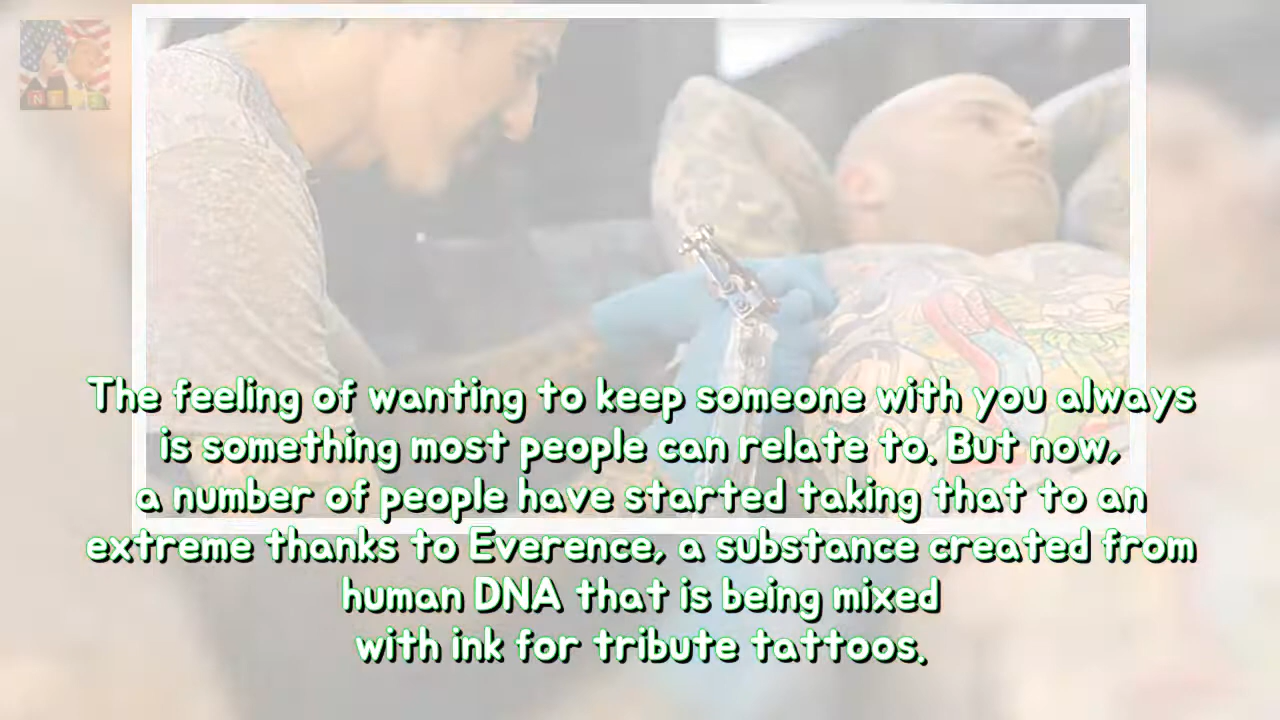 NEWS
The feeling of wanting to keep someone with you always
is something most people can relate to. But now,
a number of people have started taking that to an
extreme thanks to Everence, a substance created from
human DNA that is being mixed
with ink for tribute tattoos.